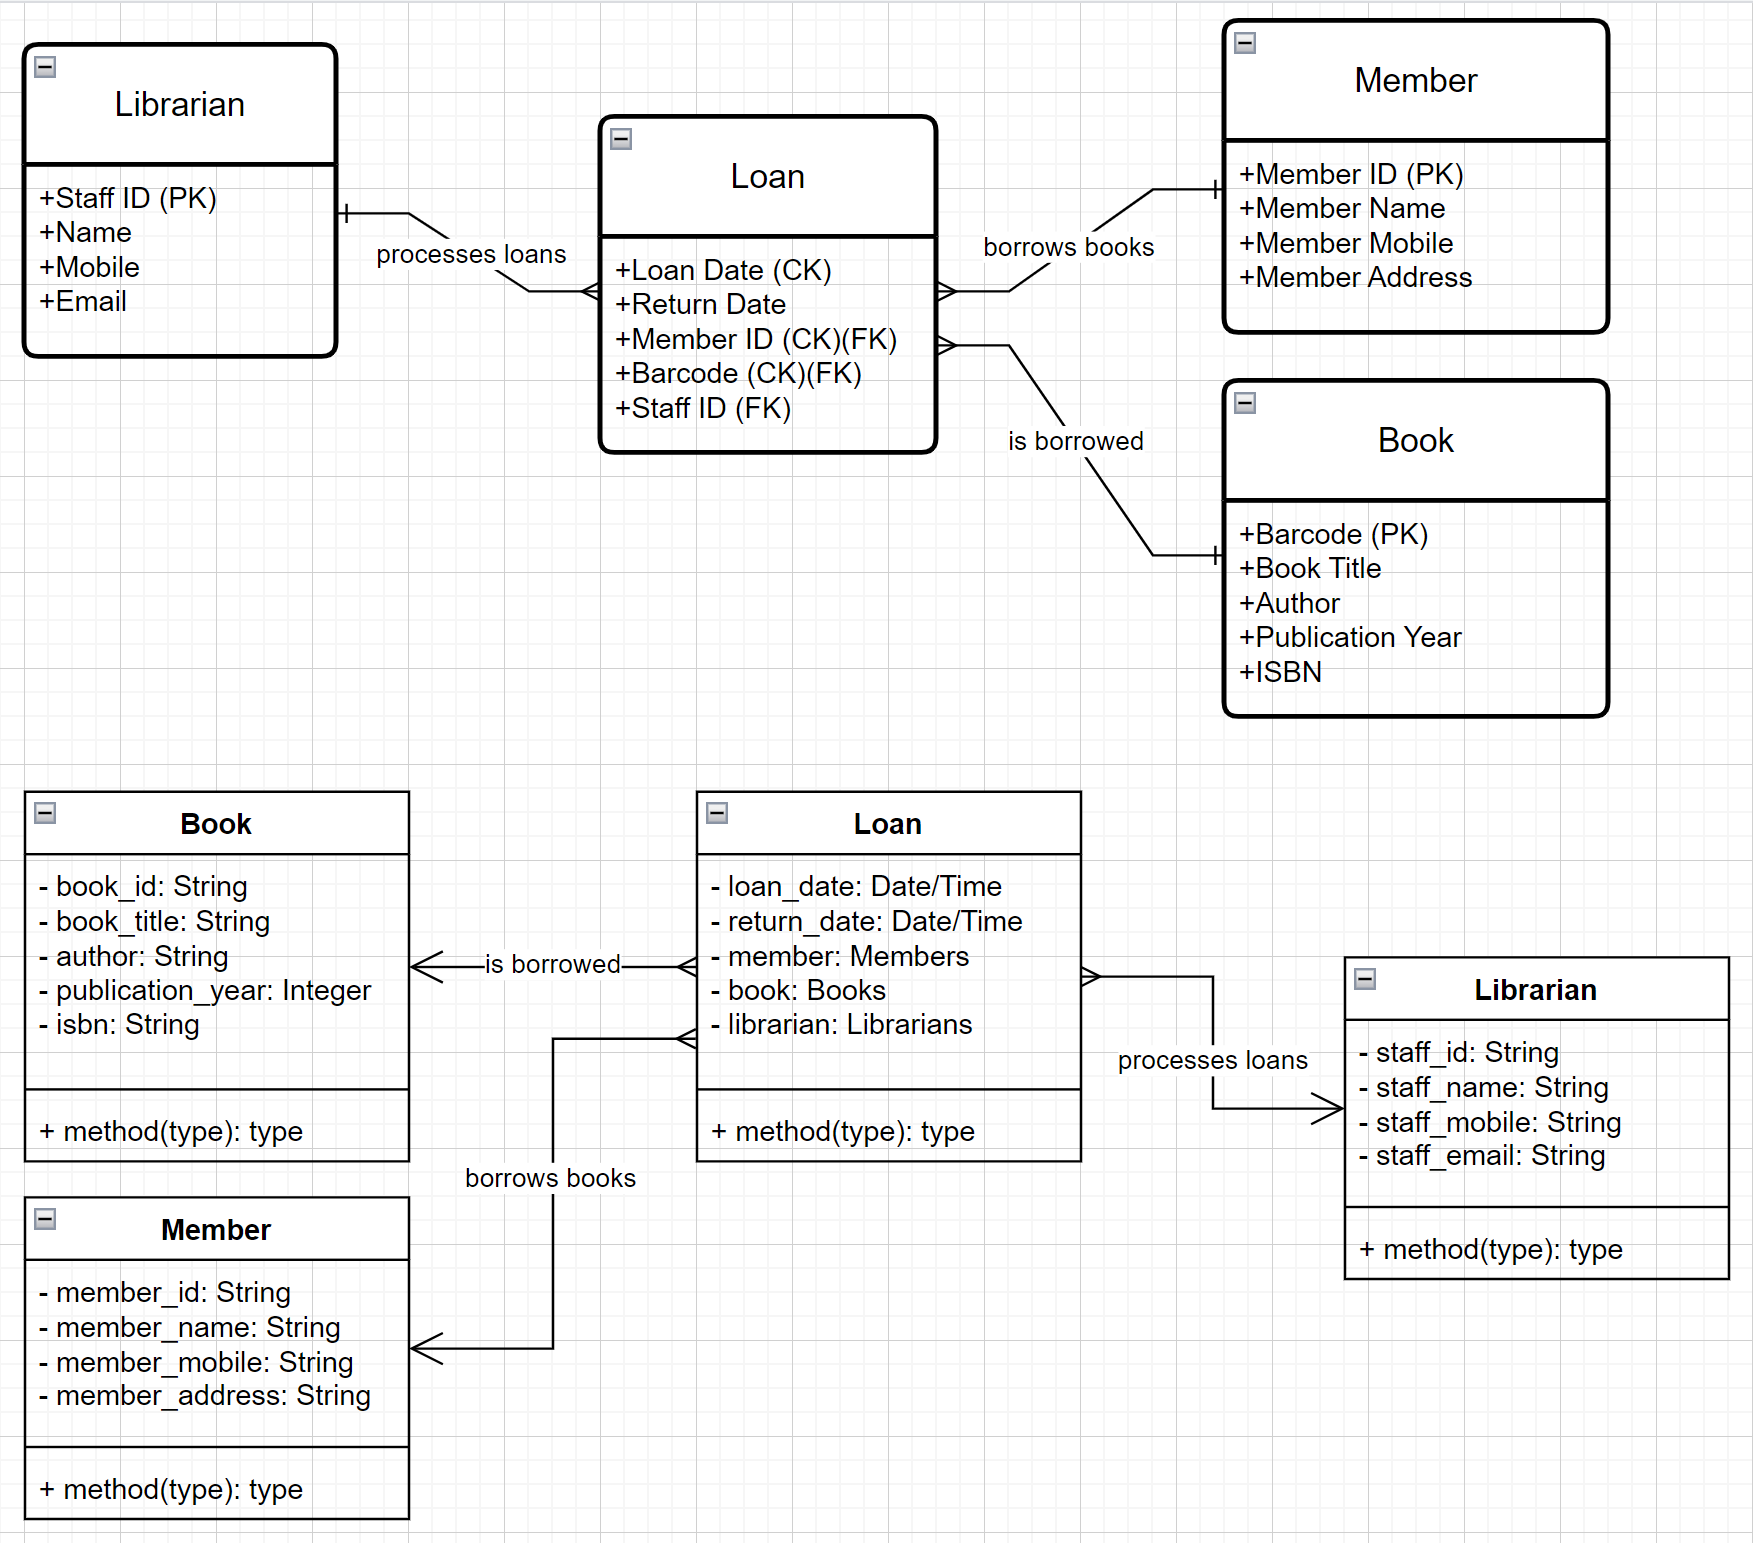 Librarian
+Staff ID (PK)
+Name
+Mobile
+Email
processes loans
Loan
+Loan Date (CK)
+Return Date
+Member ID (CK)(FK)
+Barcode (CK)(FK)
+Staff ID (FK)
borrows books
is borrowed
Member
+Member ID (PK)
+Member Name
+Member Mobile
+Member Address
Book
+Barcode (PK)
+Book Title
+Author
+Publication Year
+ISBN
Book
- book_id: String
- book_title: String
- author: String
- publication_year: Integer
- isbn: String
+ method(type): type
is borrowed
Loan
- loan_date: Date/Time
- return_date: Date/Time
- member: Members
- book: Books
- librarian: Librarians
+ method(type): type
processes loans
Librarian
- staff_id: String
- staff_name: String
- staff_mobile: String
- staff_email: String
+ method(type): type
borrows books
Member
- member_id: String
- member_name: String
- member_mobile: String
- member_address: String
+ method(type): type